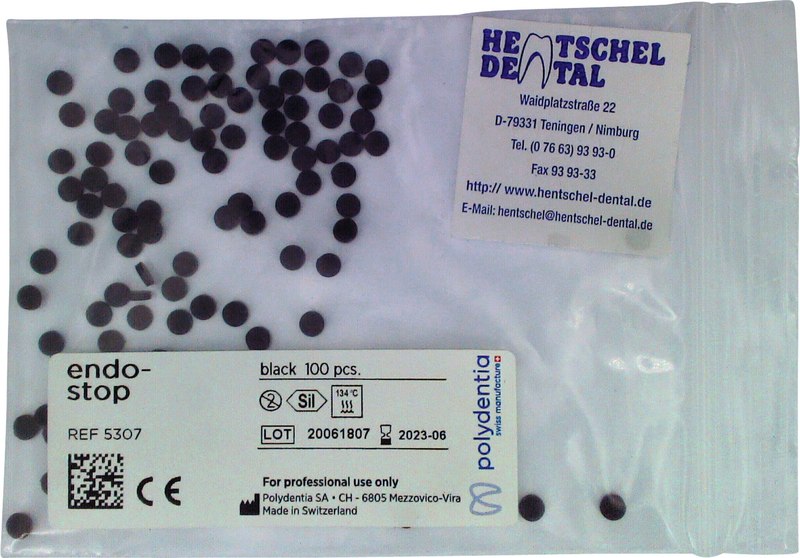 HENTSCHEL
DENTAL
Waidplatzstraße 22
D-79331 Teningen / Nimburg
Tel. (0 76 63) 93 93-0
Fax 93 93-33
http:// www.hentschel-dental.de
E-Mail: hentschel@hentschel-dental.de
endo-
stop
REF 5307
CE
black 100 pcs.
2
Sil
134 °C
LOT 20061807 2023-06
For professional use only
Polydentia SA • CH - 6805 Mezzovico-Vira
Made in Switzerland
polydentia
swiss manufacture